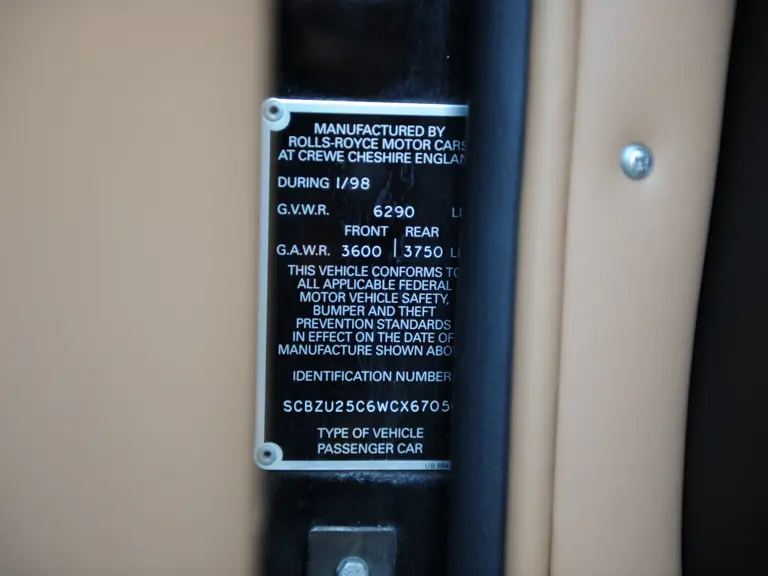 MANUFACTURED BY
ROLLS-ROYCE MOTOR CARS
AT CREWE CHESHIRE ENGLAN
DURING 1/98
G.V.W.R. 6290 L
FRONT REAR
G.A.W.R. 3600 | 3750 L
THIS VEHICLE CONFORMS TO
ALL APPLICABLE FEDERAL
MOTOR VEHICLE SAFETY,
BUMPER AND THEFT
PREVENTION STANDARDS
IN EFFECT ON THE DATE OF
MANUFACTURE SHOWN ABO
IDENTIFICATION NUMBER
SCBZU25C6WCX6705
TYPE OF VEHICLE
PASSENGER CAR